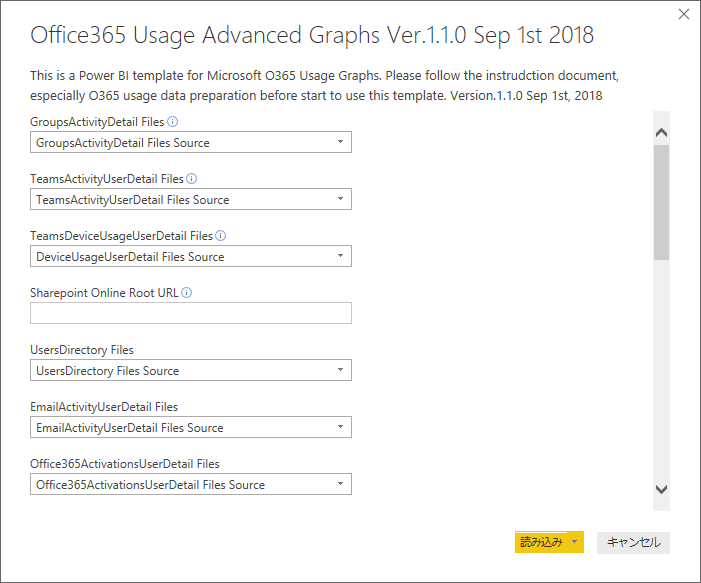 Office365 Usage Advanced Graphs Ver.1.1.0 Sep 1st 2018
This is a Power BI template for Microsoft O365 Usage Graphs. Please follow the instrudction document,
especially O365 usage data preparation before start to use this template. Version.1.1.0 Sep 1st, 2018
GroupsActivityDetail Files
GroupsActivityDetail Files Source
TeamsActivityUserDetail Files
TeamsActivityUserDetail Files Source
TeamsDeviceUsageUserDetail Files
DeviceUsageUserDetail Files Source
Sharepoint Online Root URL
UsersDirectory Files
UsersDirectory Files Source
EmailActivityUserDetail Files
EmailActivityUserDetail Files Source
Office365ActivationsUserDetail Files
Office365ActivationsUserDetail Files Source
読み込み
キャンセル